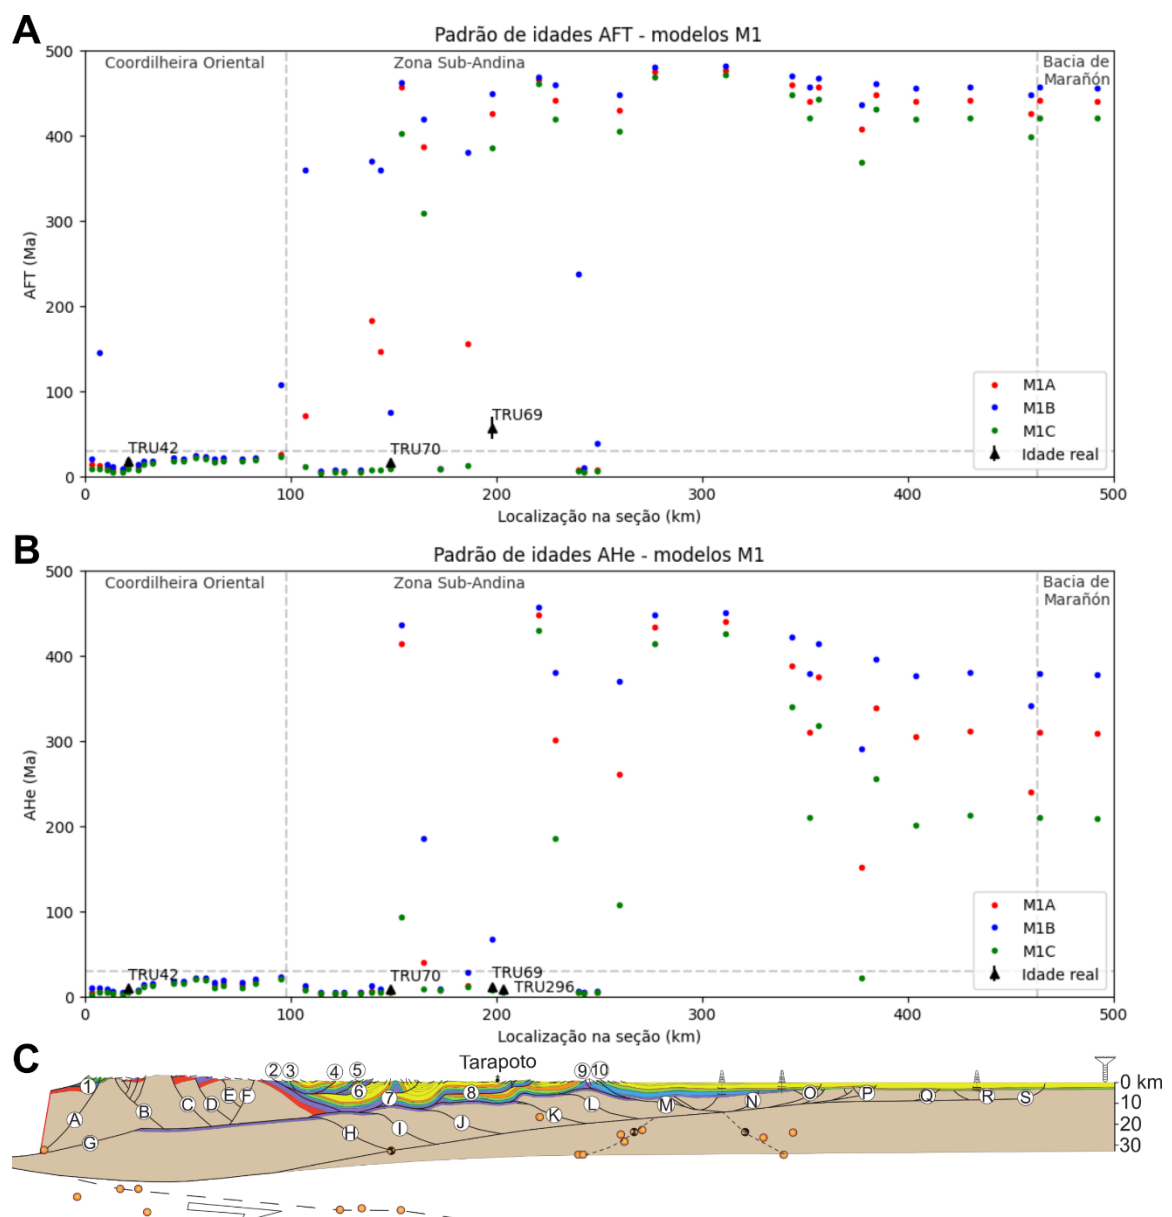 A
Padrão de idades AFT - modelos M1
500
400
300
200
100
0
AFT (Ma)
Coordilheira Oriental
Zona Sub-Andina
Bacia de
Marañón
TRU42
TRU70
TRU69
M1A
M1B
M1C
Idade real
0 100 200 300 400 500
Localização na seção (km)
B
Padrão de idades AHe - modelos M1
500
400
300
200
100
0
AHe (Ma)
Coordilheira Oriental
Zona Sub-Andina
Bacia de
Marañón
TRU42
TRU70
TRU69
TRU296
M1A
M1B
M1C
Idade real
0 100 200 300 400 500
Localização na seção (km)
C
Tarapoto
1 2 3 4 5 6 7 8 9 10
A B C D E F G H I J K L M N O P Q R S
0 km
10
20
30